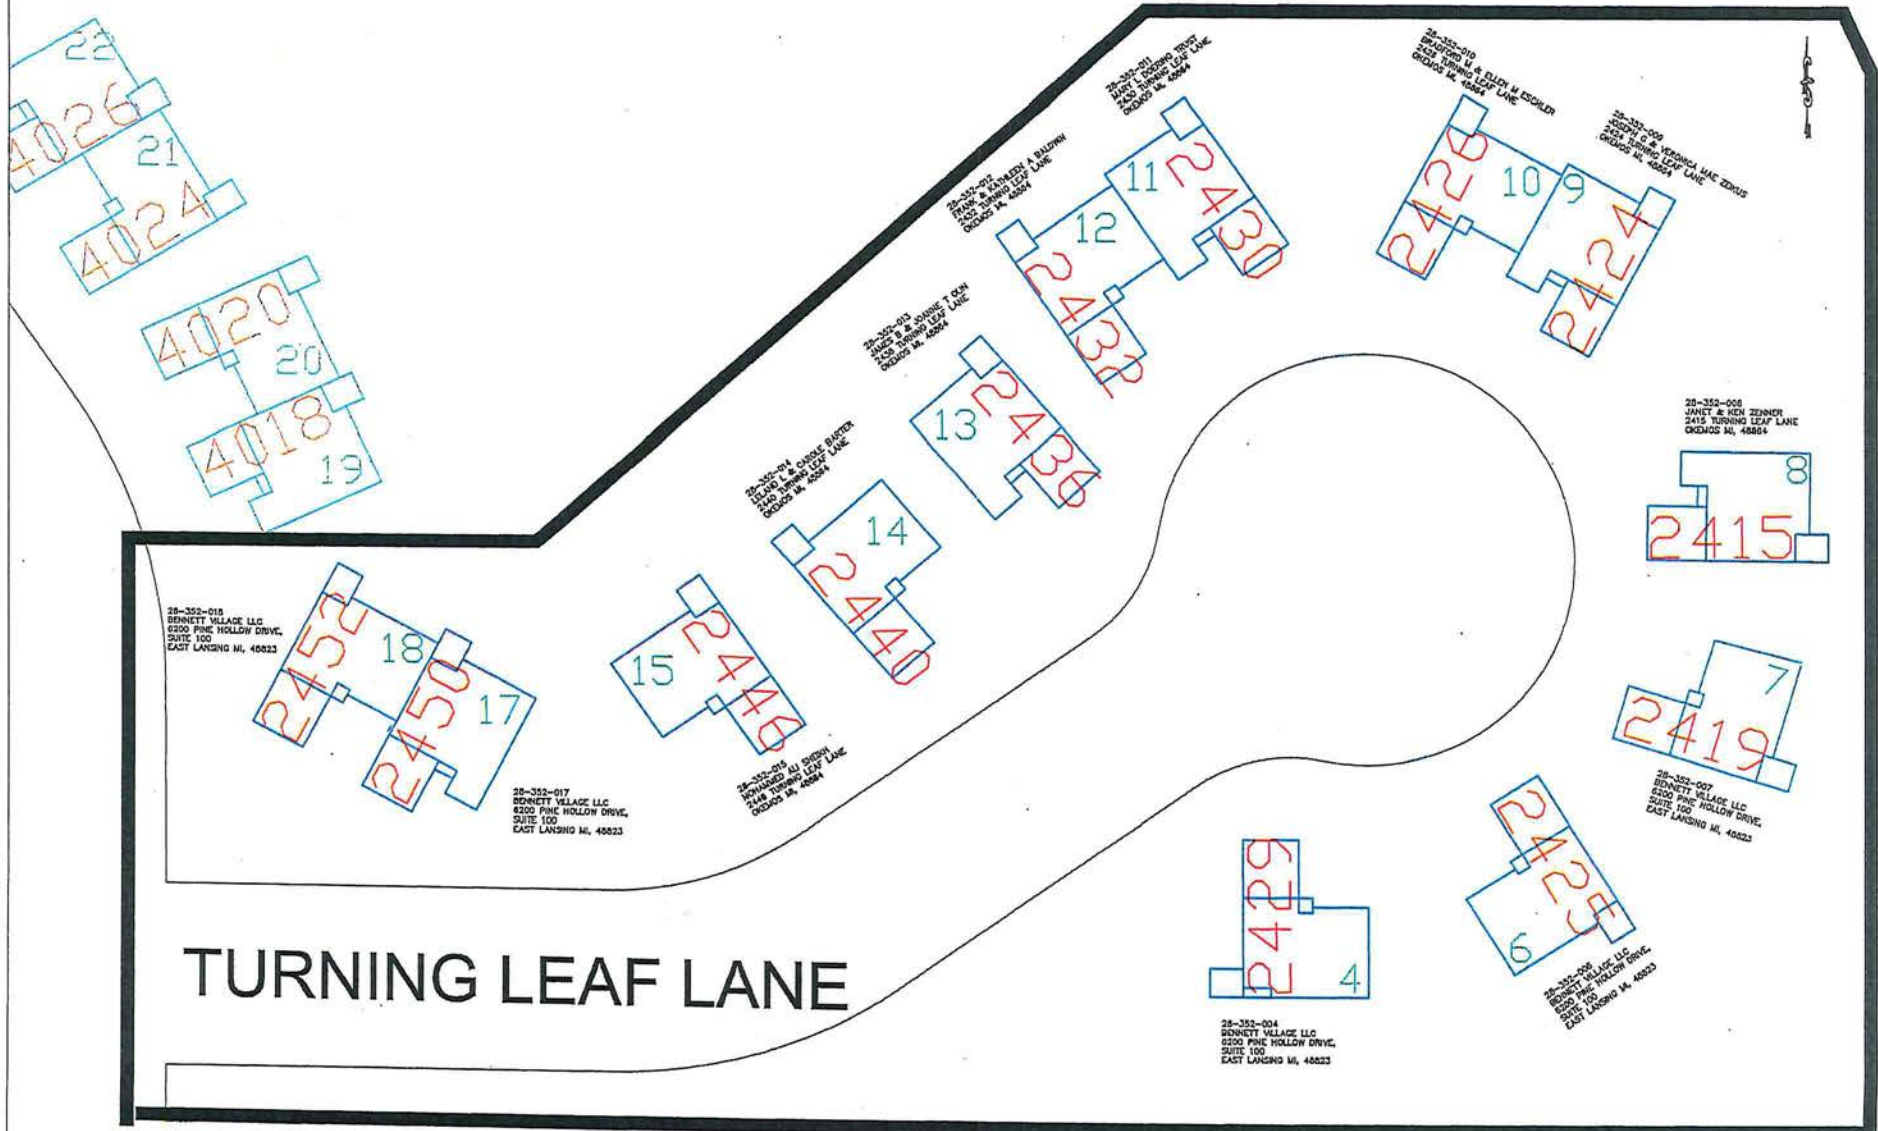 22
4026
21
4024
4020
20
4018
19
28-352-011
MARY L DOERING TRUST
2430 TURNING LEAF LANE
OKEMOS MI, 48864
11
2430
28-352-010
BRADFORD M & ELLEN M ESCHLER
2426 TURNING LEAF LANE
OKEMOS MI, 48864
2426
10
28-352-009
JOSEPH G & VERONICA MAE ZEIKUS
2424 TURNING LEAF LANE
OKEMOS MI, 48864
9
2424
28-352-012
FRANK & KATHLEEN A BALDWIN
2432 TURNING LEAF LANE
OKEMOS MI, 48864
12
2432
28-352-013
JAMES B & JOANNE T OLIN
2436 TURNING LEAF LANE
OKEMOS MI, 48864
13
2436
28-352-014
LELAND L & CAROLE BARTER
2440 TURNING LEAF LANE
OKEMOS MI, 48864
14
2440
28-352-008
JANET & KEN ZENNER
2415 TURNING LEAF LANE
OKEMOS MI, 48864
8
2415
28-352-018
BENNETT VILLAGE LLC
6200 PINE HOLLOW DRIVE,
SUITE 100
EAST LANSING MI, 48823
2452
18
2450
17
28-352-017
BENNETT VILLAGE LLC
6200 PINE HOLLOW DRIVE,
SUITE 100
EAST LANSING MI, 48823
15
2446
28-352-015
MOHAMMED ALI SHEIKH
2446 TURNING LEAF LANE
OKEMOS MI, 48864
7
2419
28-352-007
BENNETT VILLAGE LLC
6200 PINE HOLLOW DRIVE,
SUITE 100
EAST LANSING MI, 48823
2425
6
28-352-006
BENNETT VILLAGE LLC
6200 PINE HOLLOW DRIVE,
SUITE 100
EAST LANSING MI, 48823
2429
4
28-352-004
BENNETT VILLAGE LLC
6200 PINE HOLLOW DRIVE,
SUITE 100
EAST LANSING MI, 48823
TURNING LEAF LANE